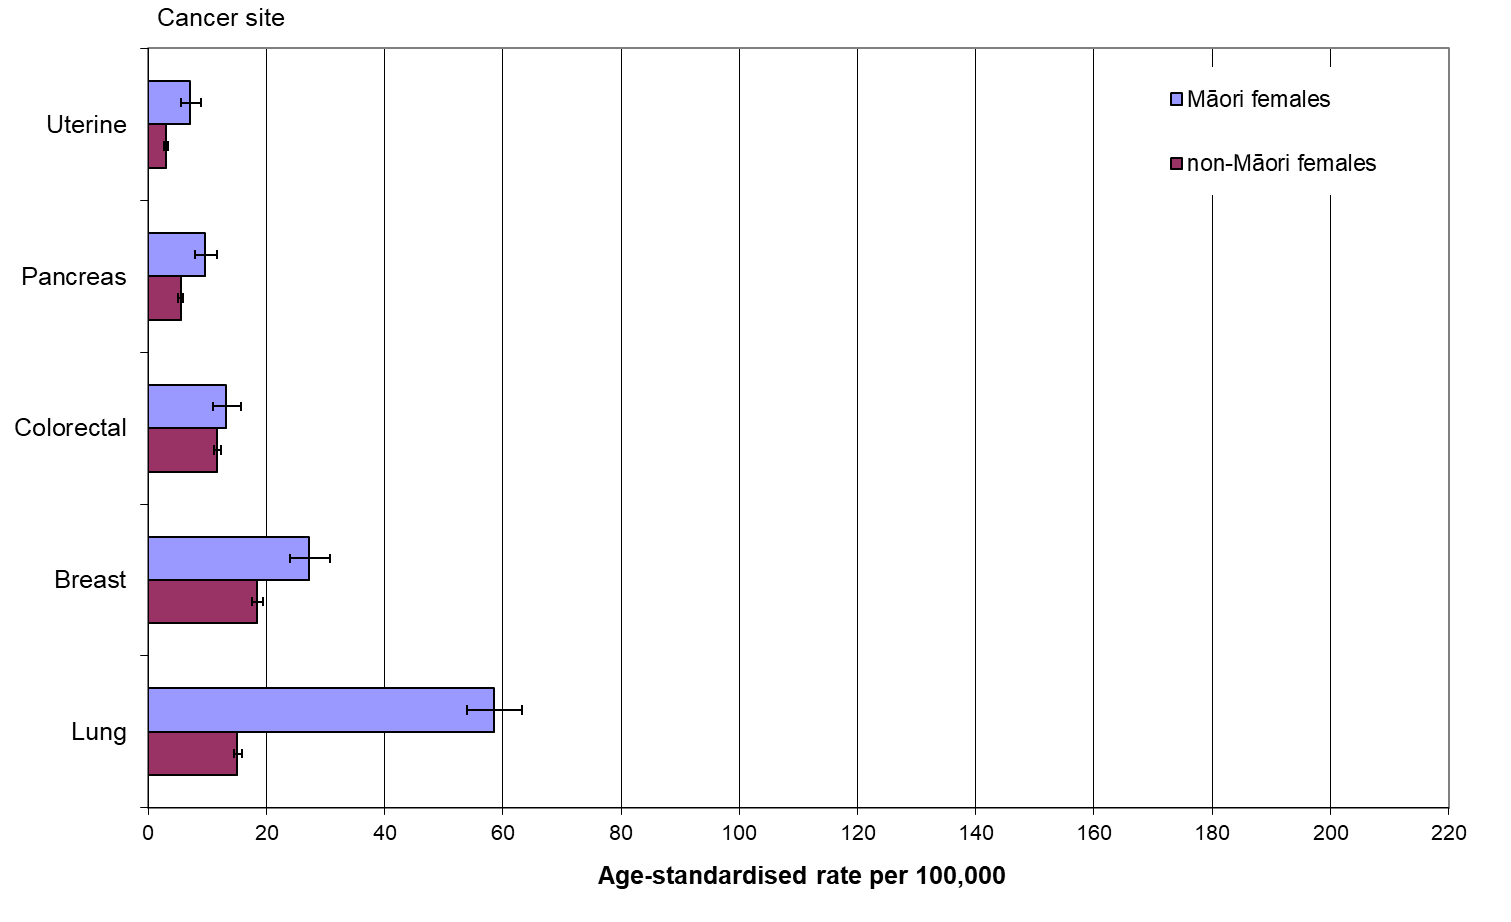 Cancer site
Māori females
non-Māori females
Uterine
Pancreas
Colorectal
Breast
Lung
0 20 40 60 80 100 120 140 160 180 200 220
Age-standardised rate per 100,000